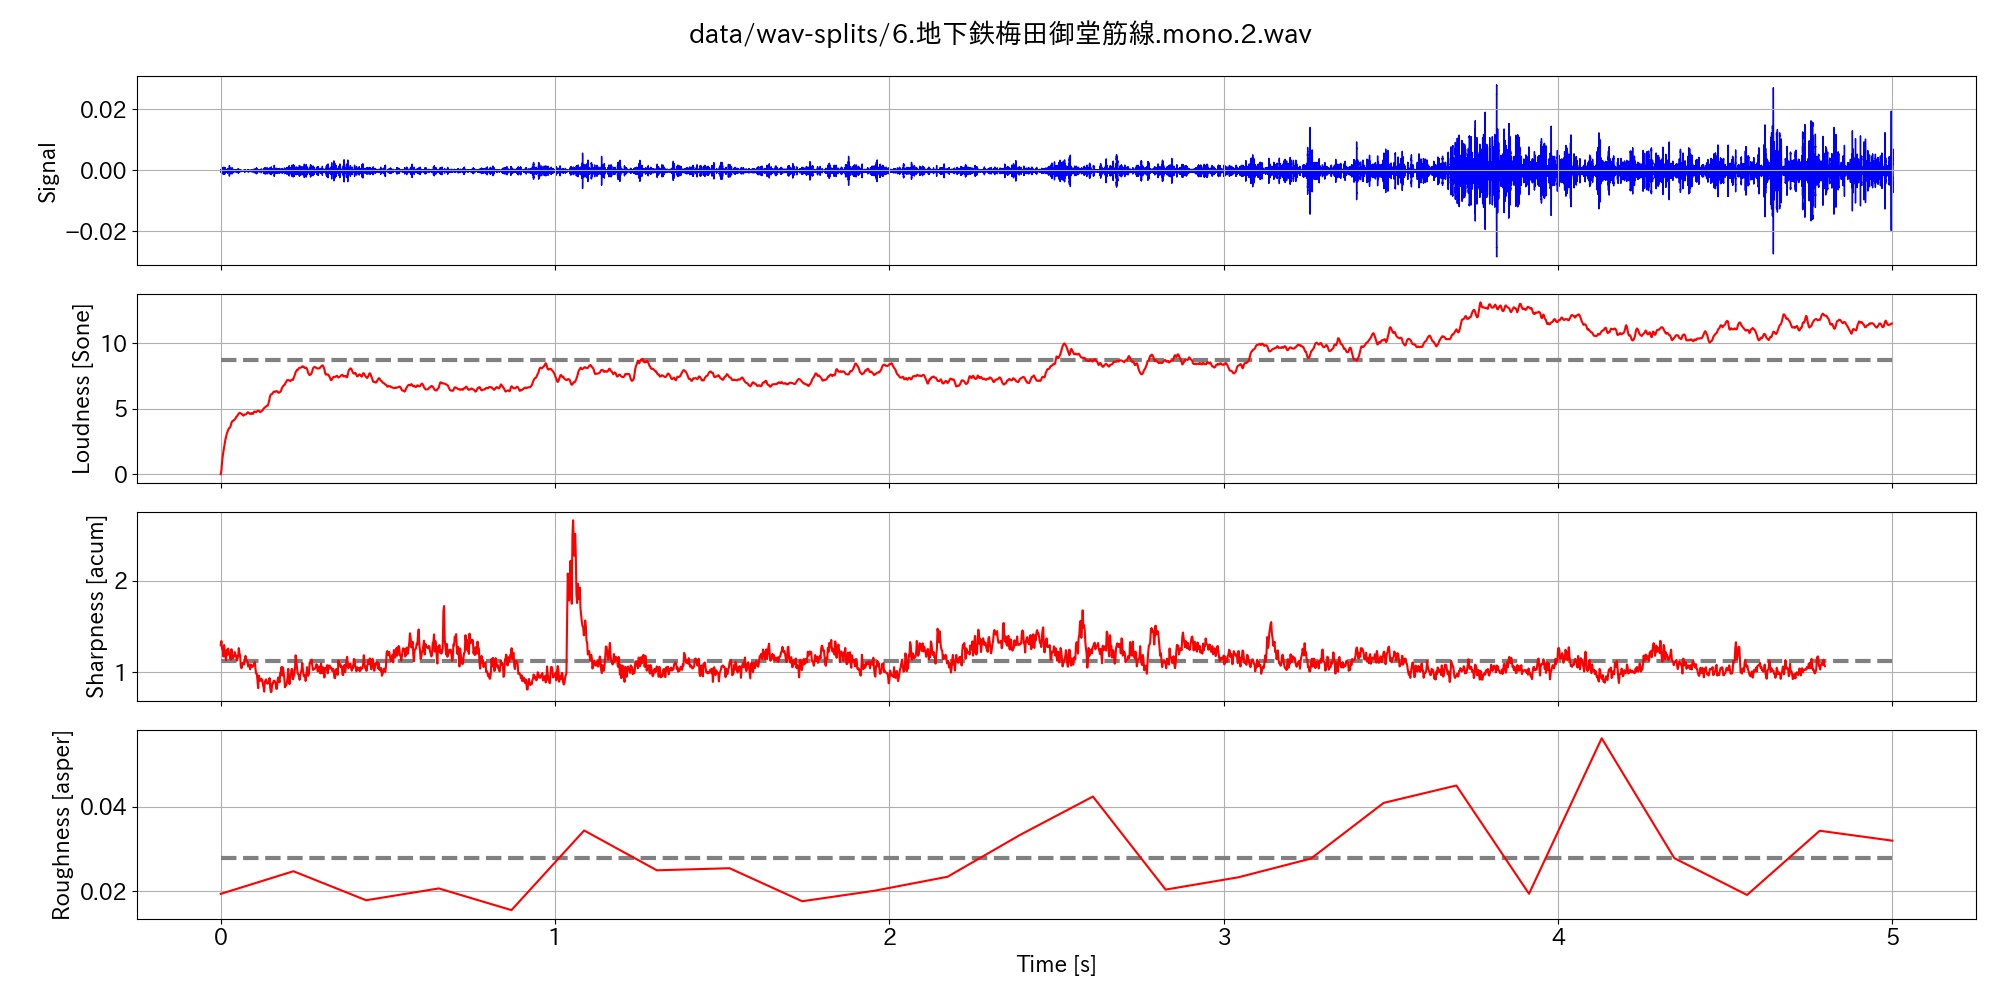 data/wav-splits/6.地下鉄梅田御堂筋線.mono.2.wav
Signal
0.02
0.00
−0.02
Loudness [Sone]
10
5
0
Sharpness [acum]
2
1
Roughness [asper]
0.04
0.02
0 1 2 3 4 5
Time [s]